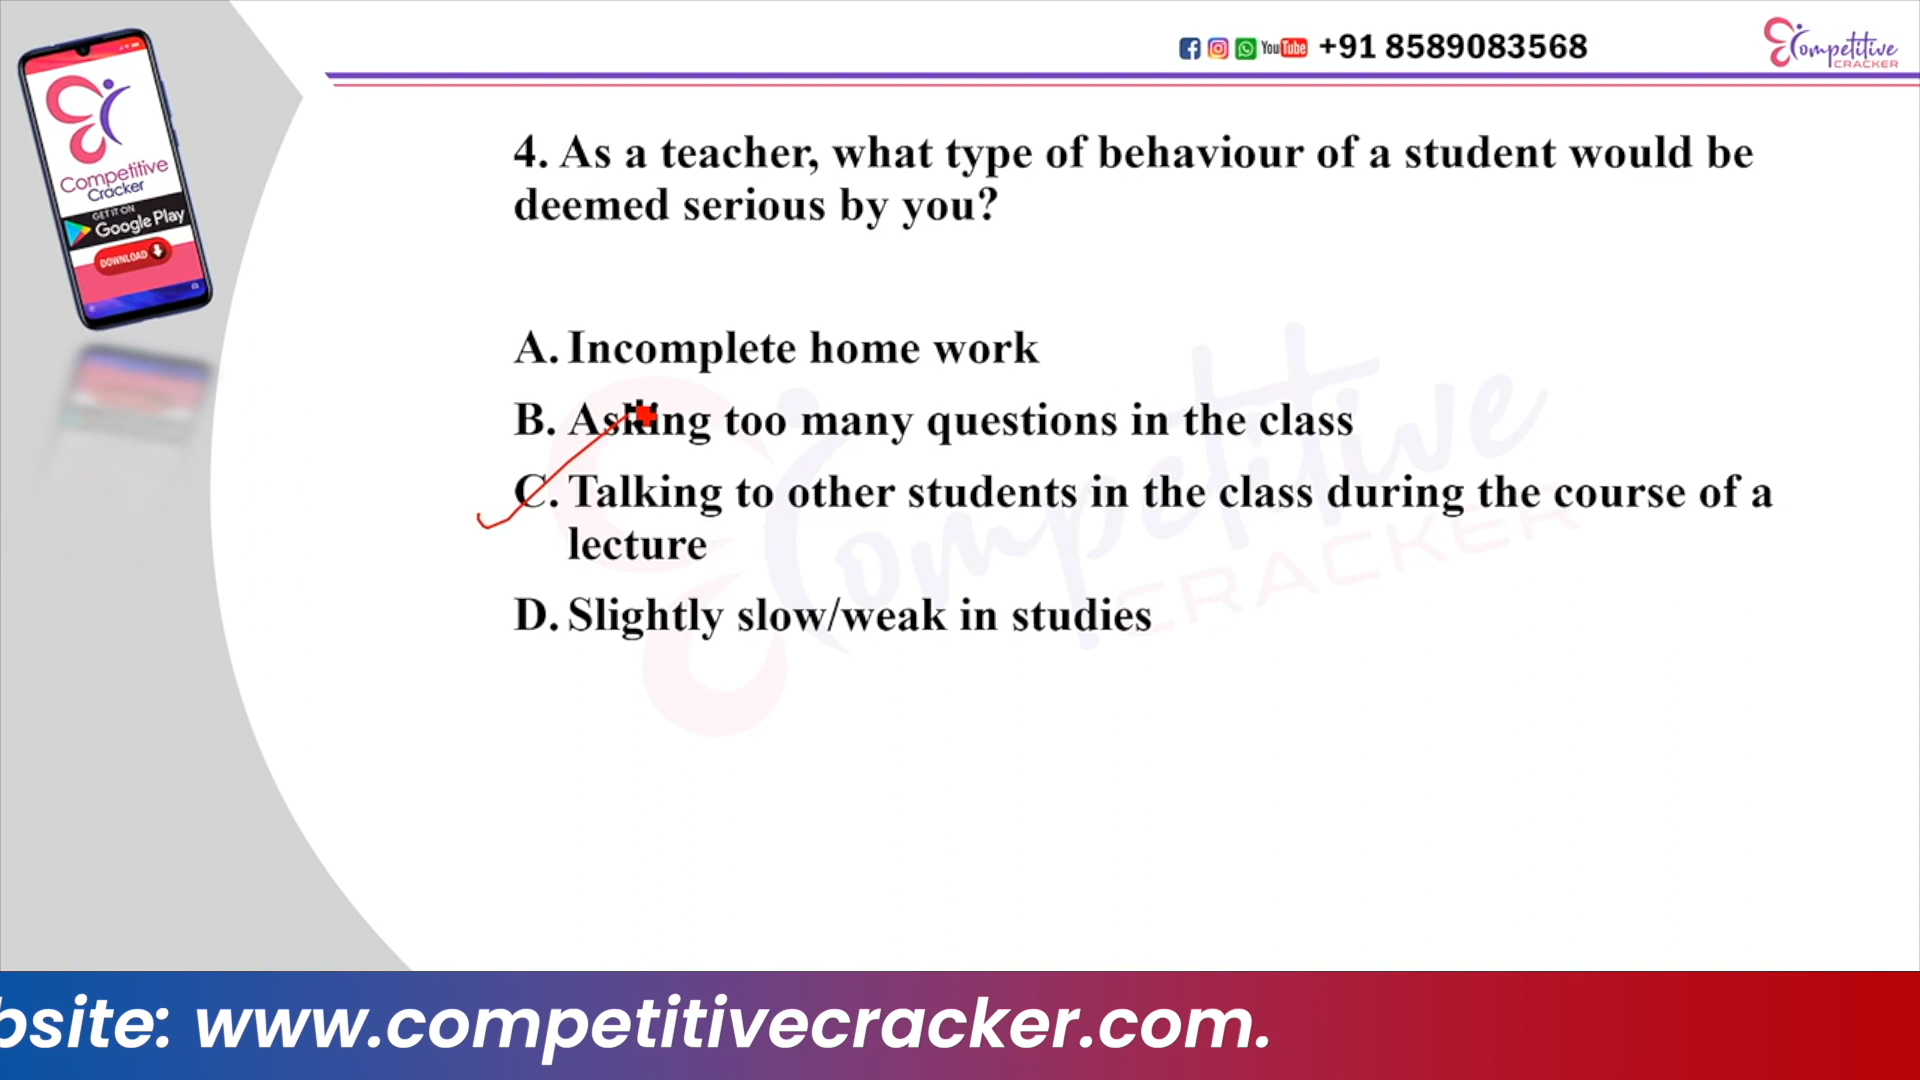 YouTube +91 8589083568
Competitive
CRACKER
Competitive
Cracker
GET IT ON
Google Play
DOWNLOAD
4. As a teacher, what type of behaviour of a student would be
deemed serious by you?
A. Incomplete home work
B. Asking too many questions in the class
C. Talking to other students in the class during the course of a
lecture
D. Slightly slow/weak in studies
Competitive
CRACKER
bsite: www.competitivecracker.com.